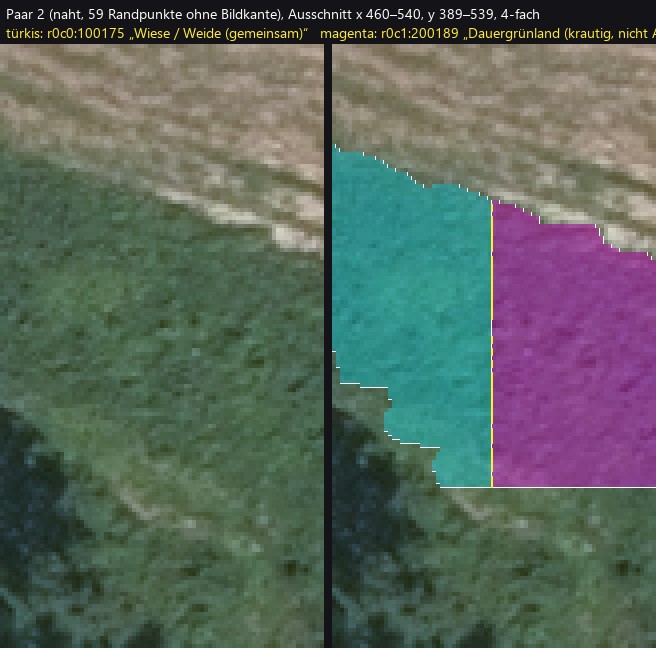 Paar 2 (naht, 59 Randpunkte ohne Bildkante), Ausschnitt x 460–540, y 389–539, 4-fach
türkis: r0c0:100175 „Wiese / Weide (gemeinsam)“ magenta: r0c1:200189 „Dauergrünland (krautig, nicht A